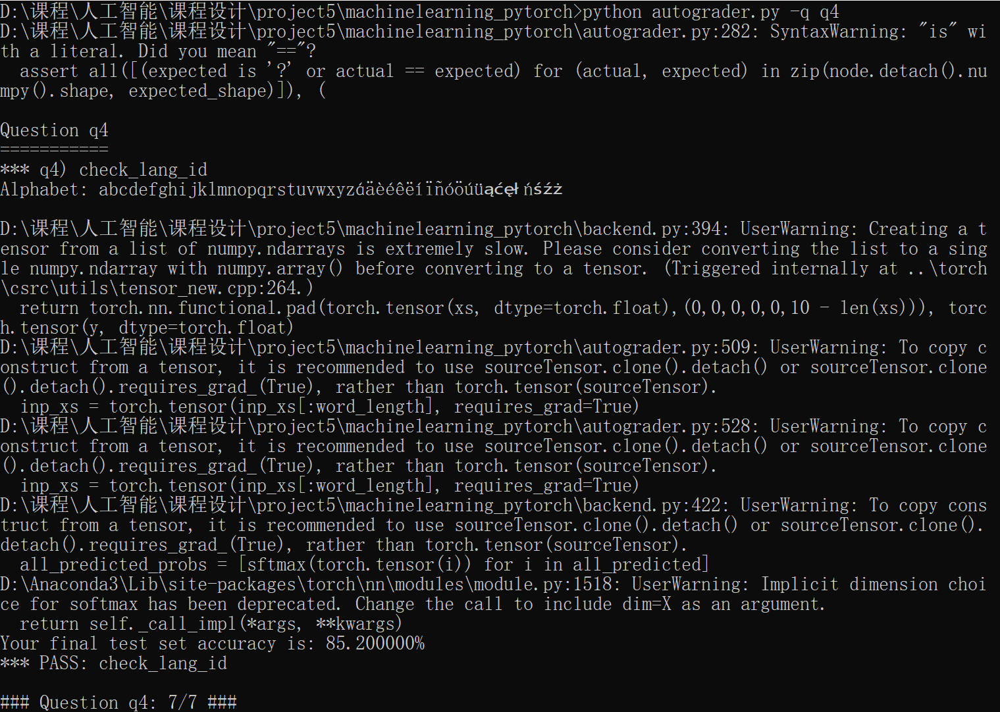 D:\课程\人工智能\课程设计\project5\machinelearning_pytorch>python autograder.py -q q4
D:\课程\人工智能\课程设计\project5\machinelearning_pytorch\autograder.py:282: SyntaxWarning: "is" wi
th a literal. Did you mean "=="?
  assert all([(expected is '?' or actual == expected) for (actual, expected) in zip(node.detach().nu
mpy().shape, expected_shape)]), (
Question q4
===========
*** q4) check_lang_id
Alphabet: abcdefghijklmnopqrstuvwxyzáäèéêëíïñóöúüąćęłńśźż
D:\课程\人工智能\课程设计\project5\machinelearning_pytorch\backend.py:394: UserWarning: Creating a t
ensor from a list of numpy.ndarrays is extremely slow. Please consider converting the list to a sing
le numpy.ndarray with numpy.array() before converting to a tensor. (Triggered internally at ..\torch
\csrc\utils\tensor_new.cpp:264.)
  return torch.nn.functional.pad(torch.tensor(xs, dtype=torch.float),(0,0,0,0,0,10 - len(xs))), torc
h.tensor(y, dtype=torch.float)
D:\课程\人工智能\课程设计\project5\machinelearning_pytorch\autograder.py:509: UserWarning: To copy c
onstruct from a tensor, it is recommended to use sourceTensor.clone().detach() or sourceTensor.clone
().detach().requires_grad_(True), rather than torch.tensor(sourceTensor).
  inp_xs = torch.tensor(inp_xs[:word_length], requires_grad=True)
D:\课程\人工智能\课程设计\project5\machinelearning_pytorch\autograder.py:528: UserWarning: To copy c
onstruct from a tensor, it is recommended to use sourceTensor.clone().detach() or sourceTensor.clone
().detach().requires_grad_(True), rather than torch.tensor(sourceTensor).
  inp_xs = torch.tensor(inp_xs[:word_length], requires_grad=True)
D:\课程\人工智能\课程设计\project5\machinelearning_pytorch\backend.py:422: UserWarning: To copy cons
truct from a tensor, it is recommended to use sourceTensor.clone().detach() or sourceTensor.clone().
detach().requires_grad_(True), rather than torch.tensor(sourceTensor).
  all_predicted_probs = [sftmax(torch.tensor(i)) for i in all_predicted]
D:\Anaconda3\Lib\site-packages\torch\nn\modules\module.py:1518: UserWarning: Implicit dimension choi
ce for softmax has been deprecated. Change the call to include dim=X as an argument.
  return self._call_impl(*args, **kwargs)
Your final test set accuracy is: 85.200000%
*** PASS: check_lang_id
### Question q4: 7/7 ###